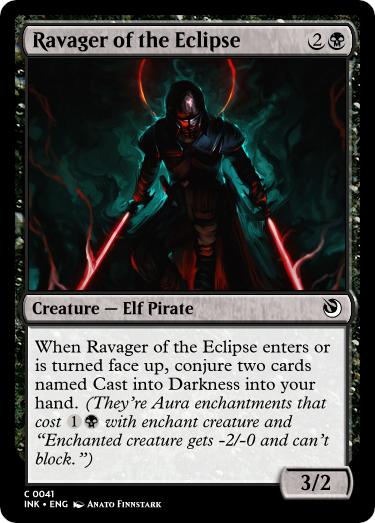 Ravager of the Eclipse 2
Creature — Elf Pirate
When Ravager of the Eclipse enters or
is turned face up, conjure two cards
named Cast into Darkness into your
hand. (They're Aura enchantments that
cost 1 with enchant creature and
“Enchanted creature gets -2/-0 and can't
block.”)
3/2
C 0041
INK • ENG Anato Finnstark